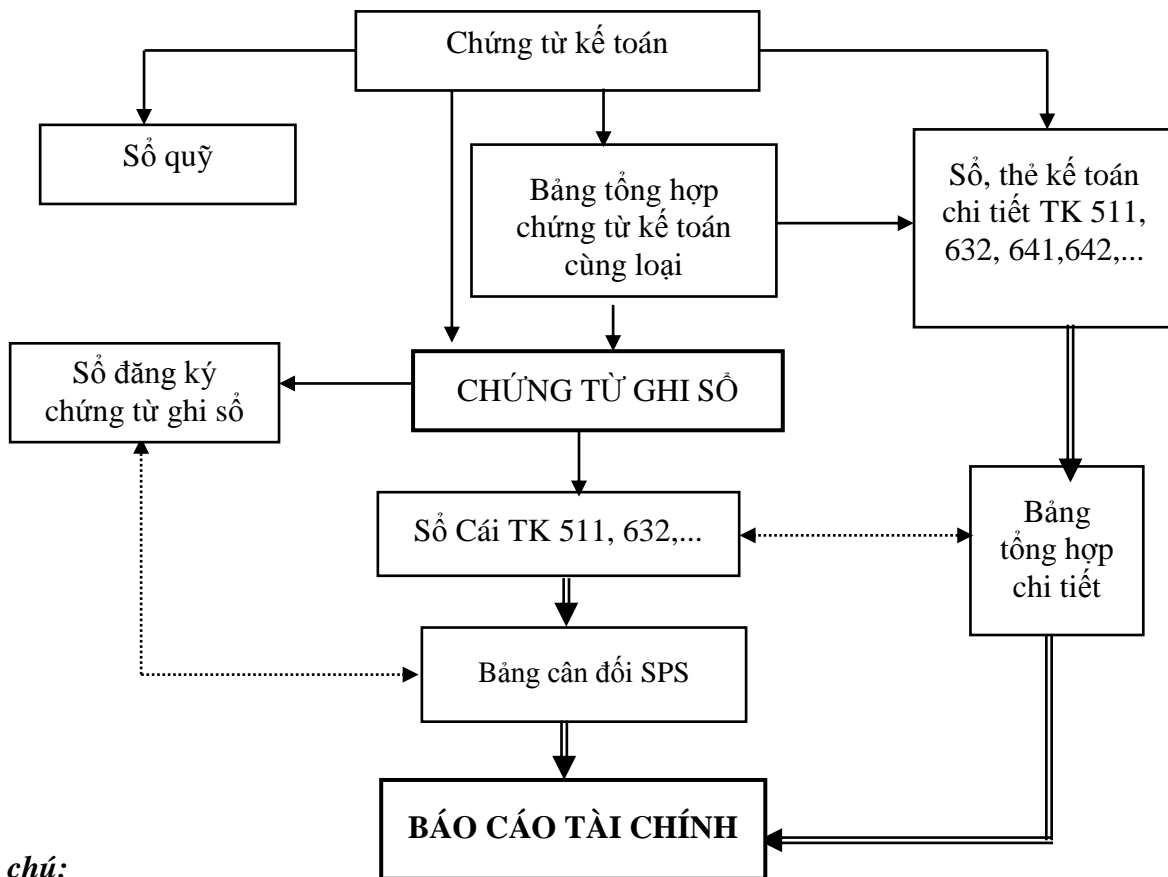 Chứng từ kế toán
Sổ quỹ
Bảng tổng hợp
chứng từ kế toán
cùng loại
Sổ, thẻ kế toán
chi tiết TK 511,
632, 641,642,...
Sổ đăng ký
chứng từ ghi sổ
CHỨNG TỪ GHI SỔ
Sổ Cái TK 511, 632,...
Bảng
tổng hợp
chi tiết
Bảng cân đối SPS
BÁO CÁO TÀI CHÍNH
chú: